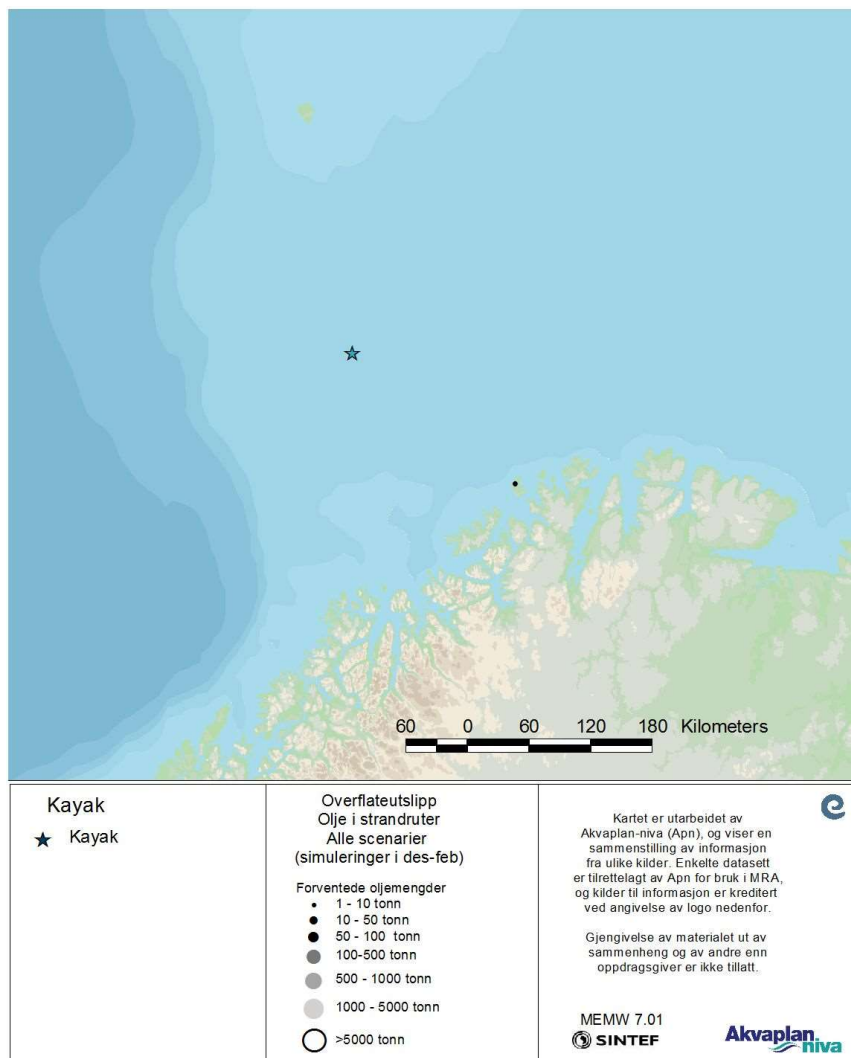 60 0 60 120 180 Kilometers
Kayak
Kayak
Overflateutslipp
Olje i strandruter
Alle scenarier
(simuleringer i des-feb)
Forventede oljemengder
1 - 10 tonn
10 - 50 tonn
50 - 100 tonn
100-500 tonn
500 - 1000 tonn
1000 - 5000 tonn
>5000 tonn
Kartet er utarbeidet av
Akvaplan-niva (Apn), og viser en
sammenstilling av informasjon
fra ulike kilder. Enkelte datasett
er tilrettelagt av Apn for bruk i MRA,
og kilder til informasjon er kreditert
ved angivelse av logo nedenfor.
Gjengivelse av materialet ut av
sammenheng og av andre enn
oppdragsgiver er ikke tillatt.
MEMW 7.01
SINTEF
Akvaplan
niva